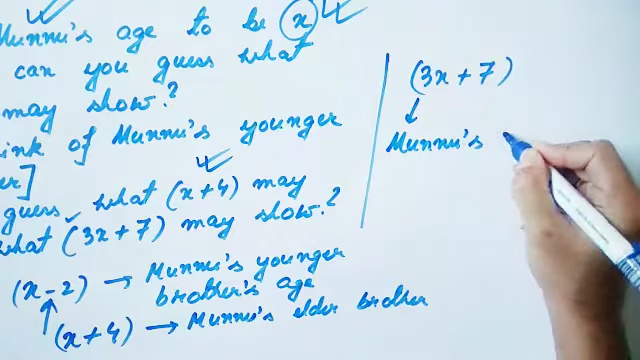 Munnu's age to be x
can you guess what
may show?
ink of Munnu's younger
er]
guess, what (x+4) may
what (3x+7) may show?
(x-2) → Munnu's younger
brother's age
(x+4) → Munnu's elder brother
(3x+7)
Munnu's